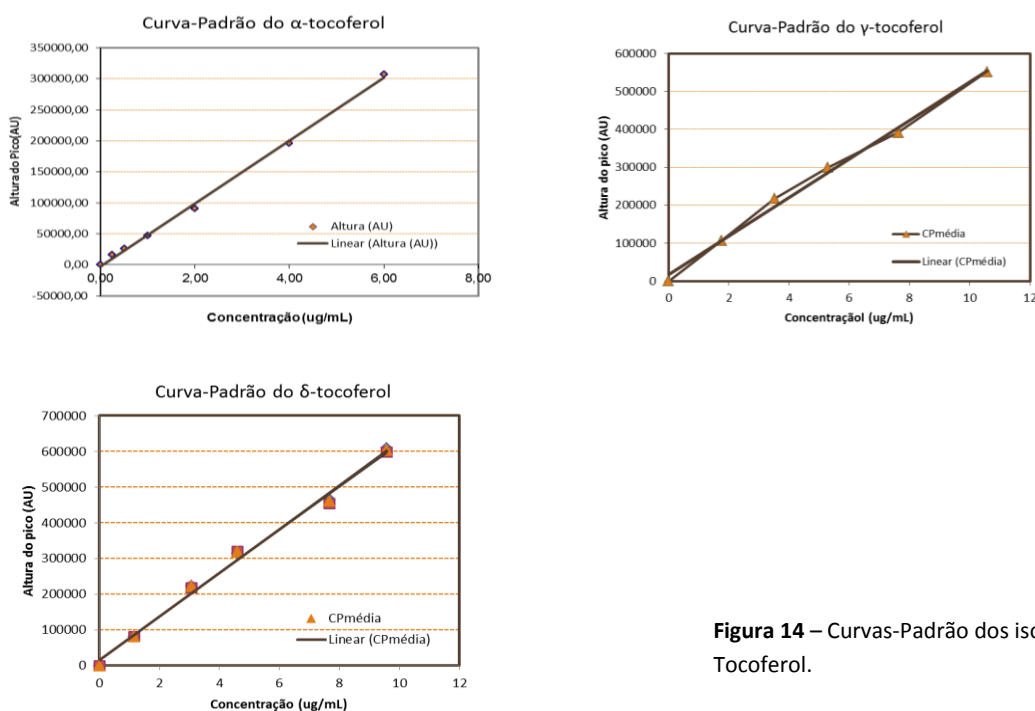 Curva-Padrão do α-tocoferol
350000,00
300000,00
250000,00
200000,00
150000,00
100000,00
50000,00
0,00
-50000,00
Altura do Pico(AU)
0,00 2,00 4,00 6,00 8,00
Concentração (ug/mL)
Altura (AU)
Linear (Altura (AU))
Curva-Padrão do γ-tocoferol
600000
500000
400000
300000
200000
100000
0
Altura do pico (AU)
0 2 4 6 8 10 12
Concentraçãol (ug/mL)
CPmédia
Linear (CPmédia)
Curva-Padrão do δ-tocoferol
700000
600000
500000
400000
300000
200000
100000
0
Altura do pico (AU)
0 2 4 6 8 10 12
Concentração (ug/mL)
CPmédia
Linear (CPmédia)
Figura 14 – Curvas-Padrão dos
Tocoferol.